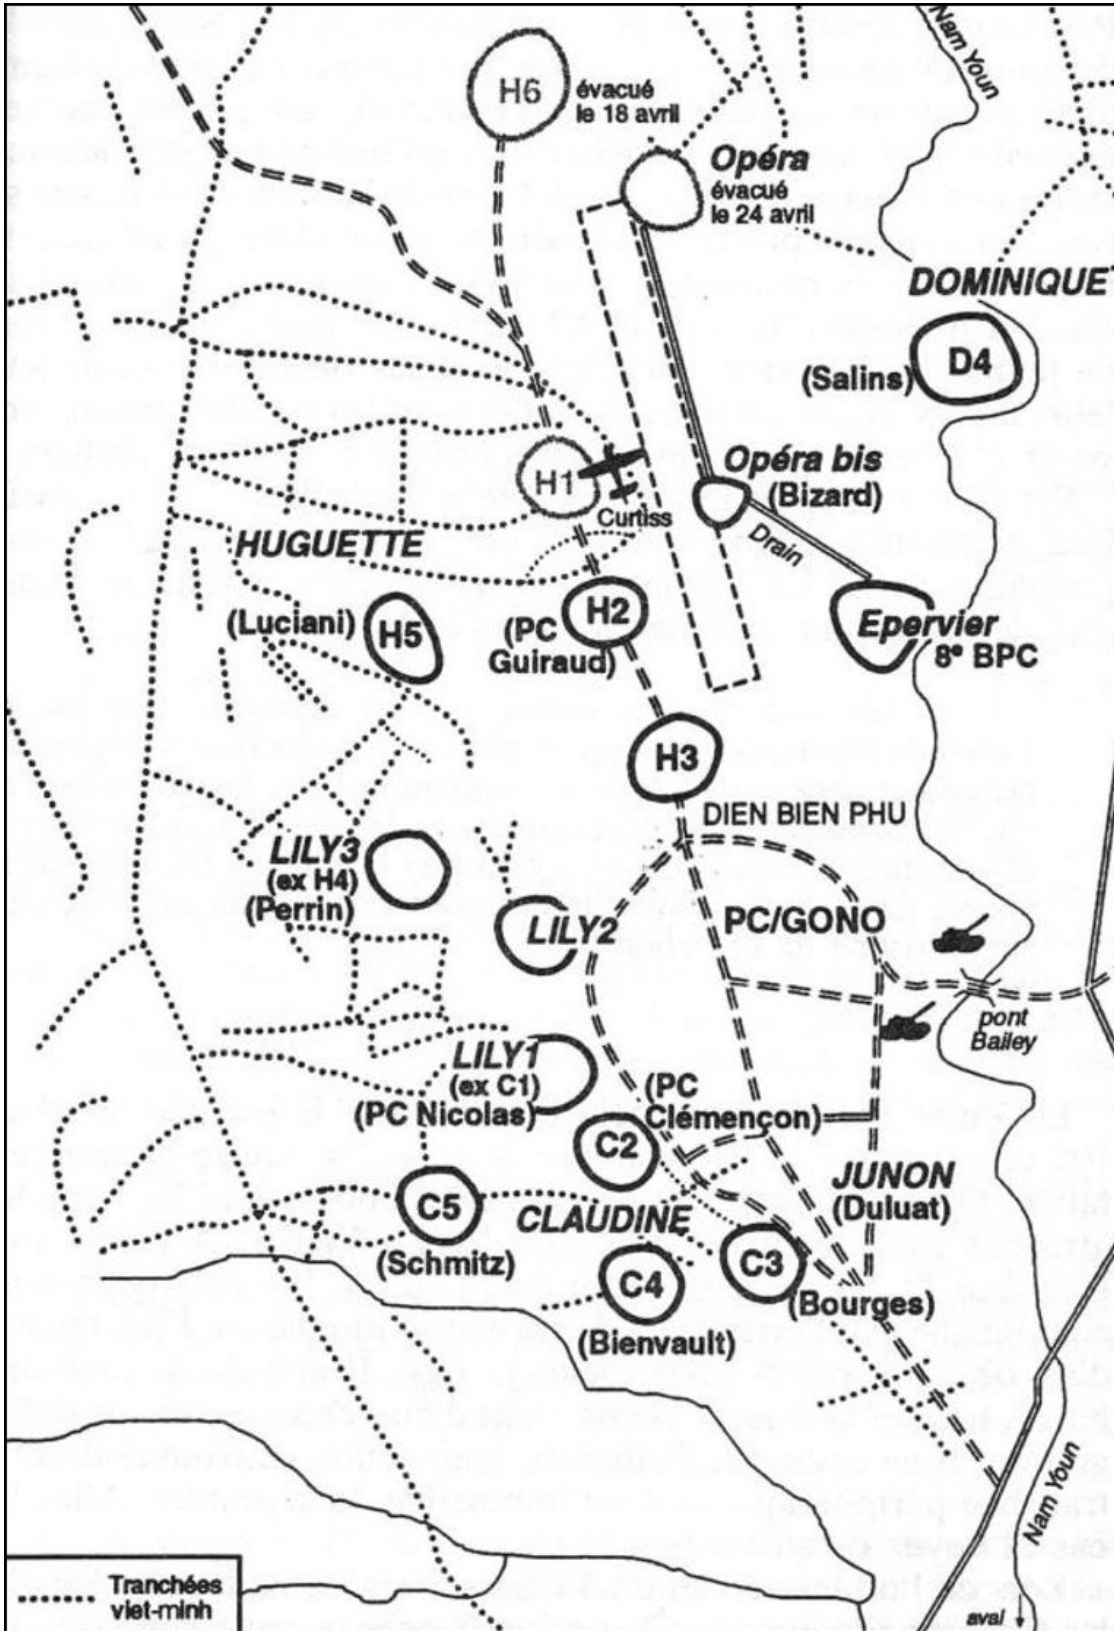 Nam Youn
H6
évacué
le 18 avril
Opéra
évacué
le 24 avril
DOMINIQUE
D4
(Salins)
H1
Curtiss
Opéra bis
(Bizard)
Drain
HUGUETTE
(Luciani)
H5
H2
(PC
Guiraud)
Epervier
8e BPC
H3
DIEN BIEN PHU
LILY3
(ex H4)
(Perrin)
LILY2
PC/GONO
pont
Bailey
LILY1
(ex C1)
(PC Nicolas)
(PC
Clémençon)
C2
JUNON
(Duluat)
C5
(Schmitz)
CLAUDINE
C3
(Bourges)
C4
(Bienvault)
Nam Youn
Tranchées
viet-minh
aval